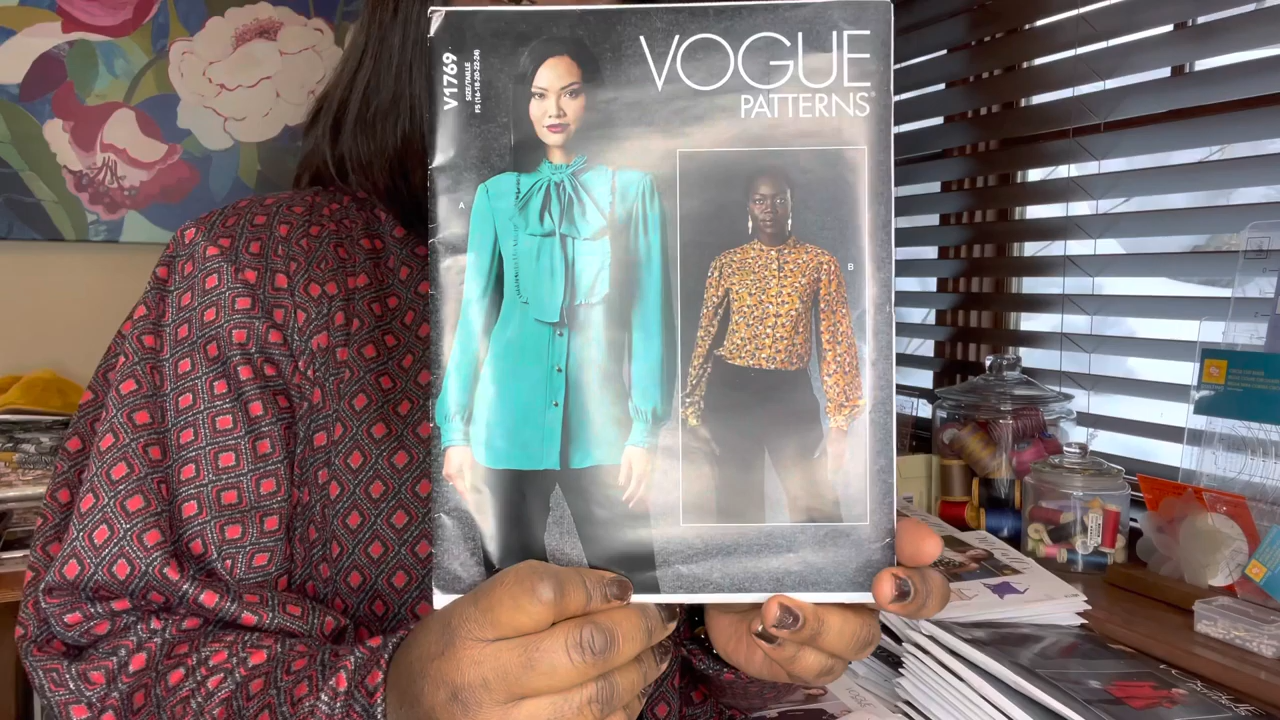 V1769
SIZE/TAILLE
F5 (16-18-20-22-24)
VOGUE
PATTERNS
A
B